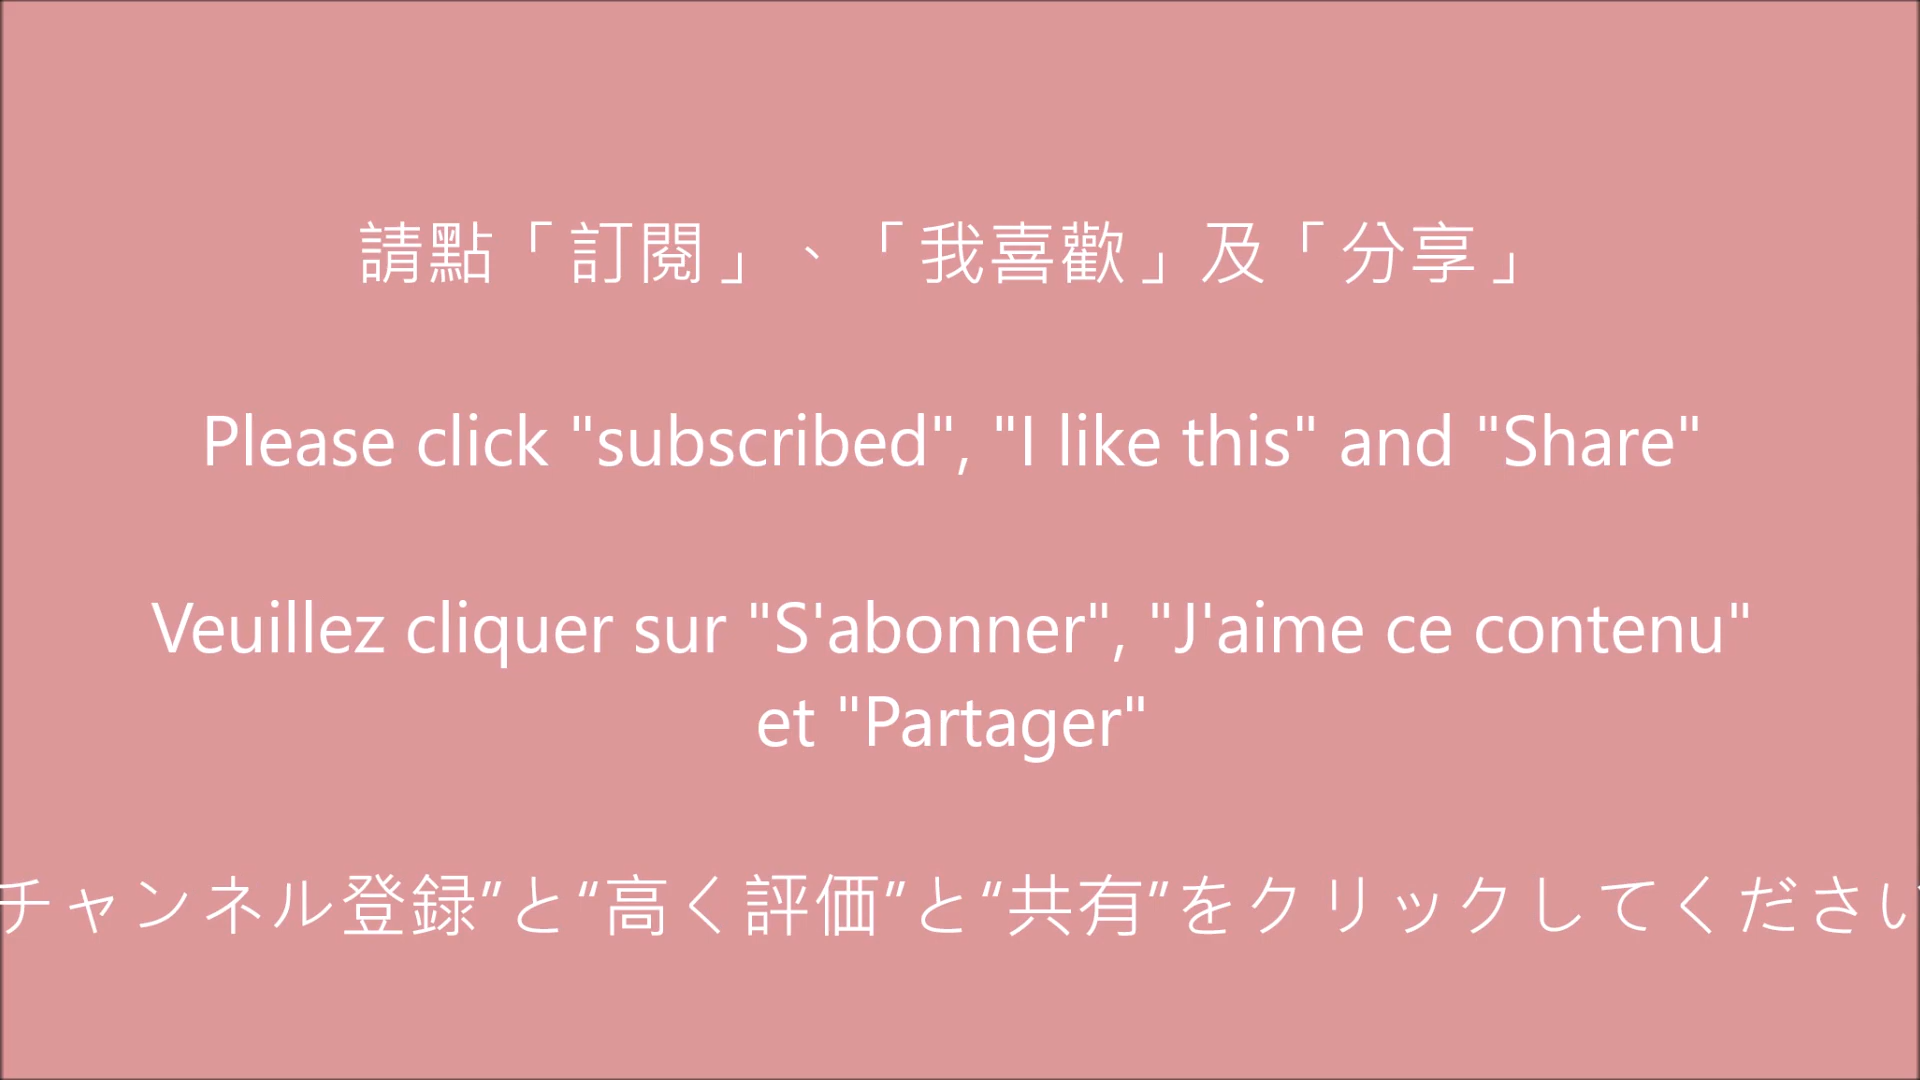 請點「訂閱」、「我喜歡」及「分享」
Please click "subscribed", "I like this" and "Share"
Veuillez cliquer sur "S'abonner", "J'aime ce contenu"
et "Partager"
チャンネル登録”と“高く評価”と“共有”をクリックしてください